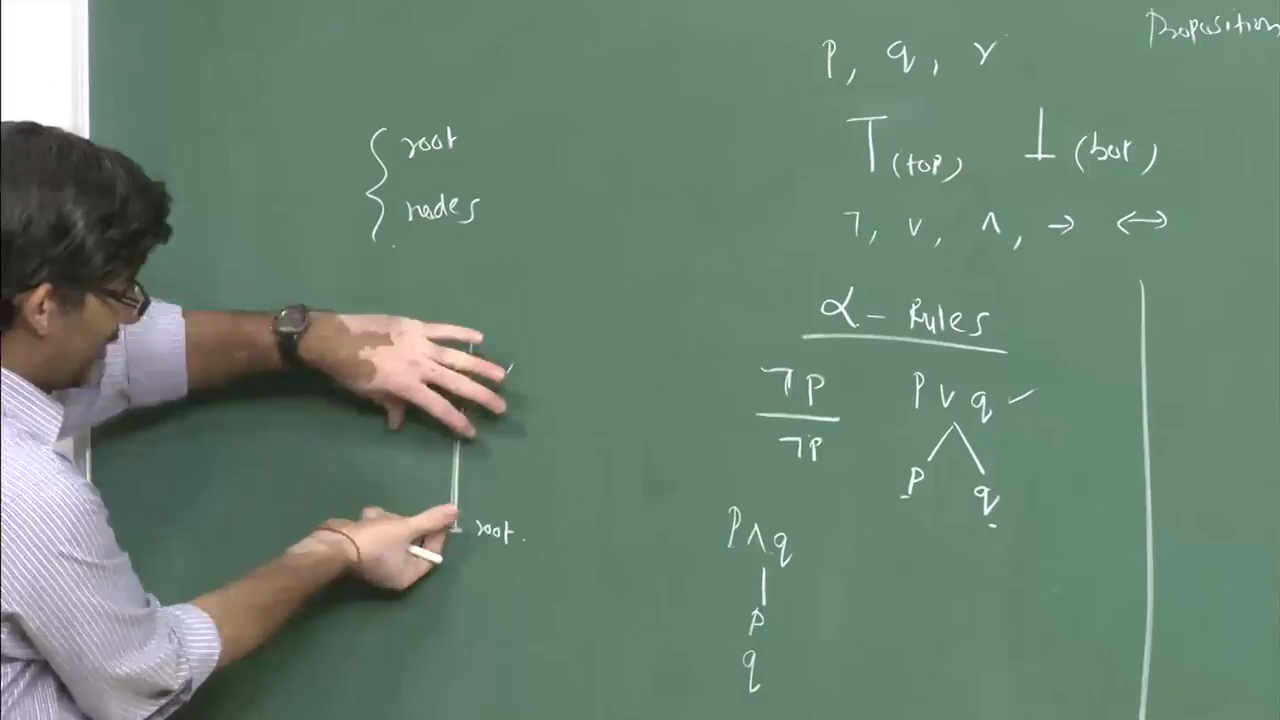 Proposition
P, q, r
⊤ (top) ⊥ (bot)
¬, ∨, ∧, → ↔
root
nodes
α - Rules
¬P
¬P
P ∨ q ✓
P q
P ∧ q
P
q
root.